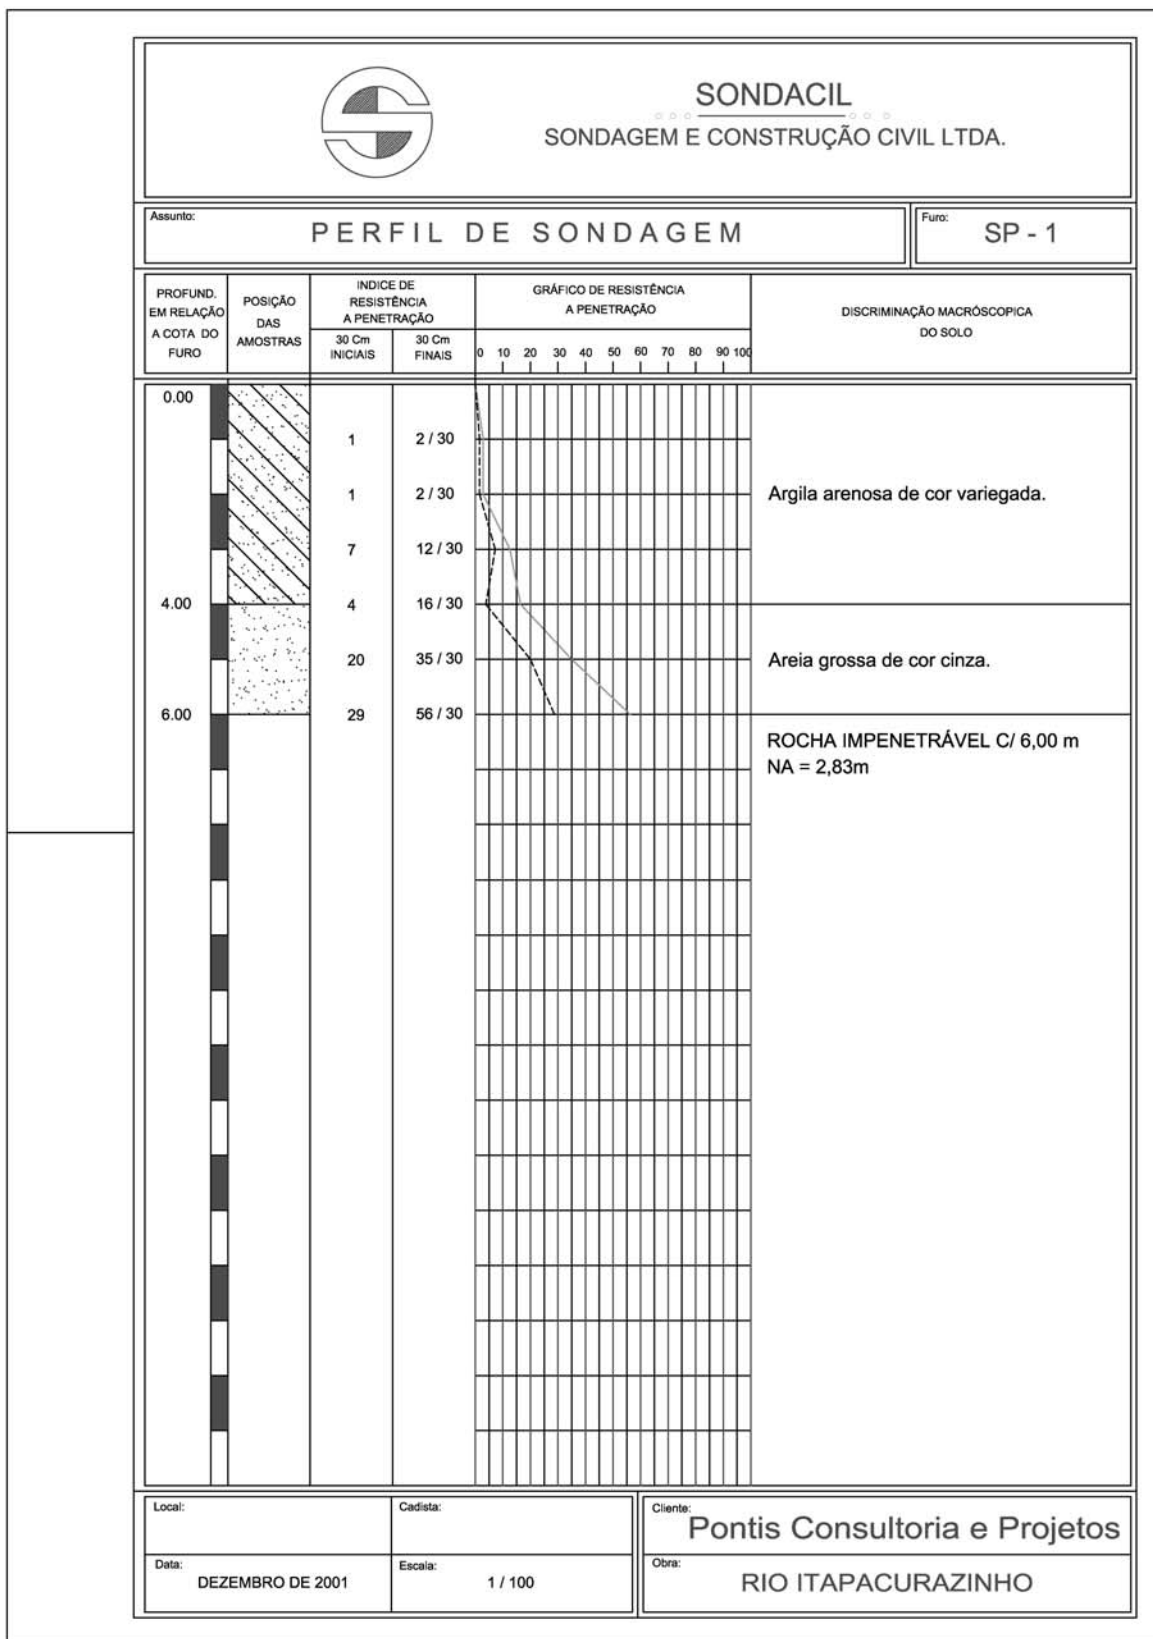 SONDACIL
SONDAGEM E CONSTRUÇÃO CIVIL LTDA.
Assunto:
PERFIL DE SONDAGEM
Furo:
SP - 1
PROFUND.
EM RELAÇÃO
A COTA DO
FURO
POSIÇÃO
DAS
AMOSTRAS
INDICE DE
RESISTÊNCIA
A PENETRAÇÃO
30 Cm
INICIAIS
30 Cm
FINAIS
GRÁFICO DE RESISTÊNCIA
A PENETRAÇÃO
0 10 20 30 40 50 60 70 80 90 100
DISCRIMINAÇÃO MACRÓSCOPICA
DO SOLO
0.00
1 2 / 30
1 2 / 30 Argila arenosa de cor variegada.
7 12 / 30
4.00 4 16 / 30
20 35 / 30 Areia grossa de cor cinza.
6.00 29 56 / 30
ROCHA IMPENETRÁVEL C/ 6,00 m
NA = 2,83m
Local:
Cadista:
Cliente:
Pontis Consultoria e Projetos
Data:
DEZEMBRO DE 2001
Escala:
1 / 100
Obra:
RIO ITAPACURAZINHO